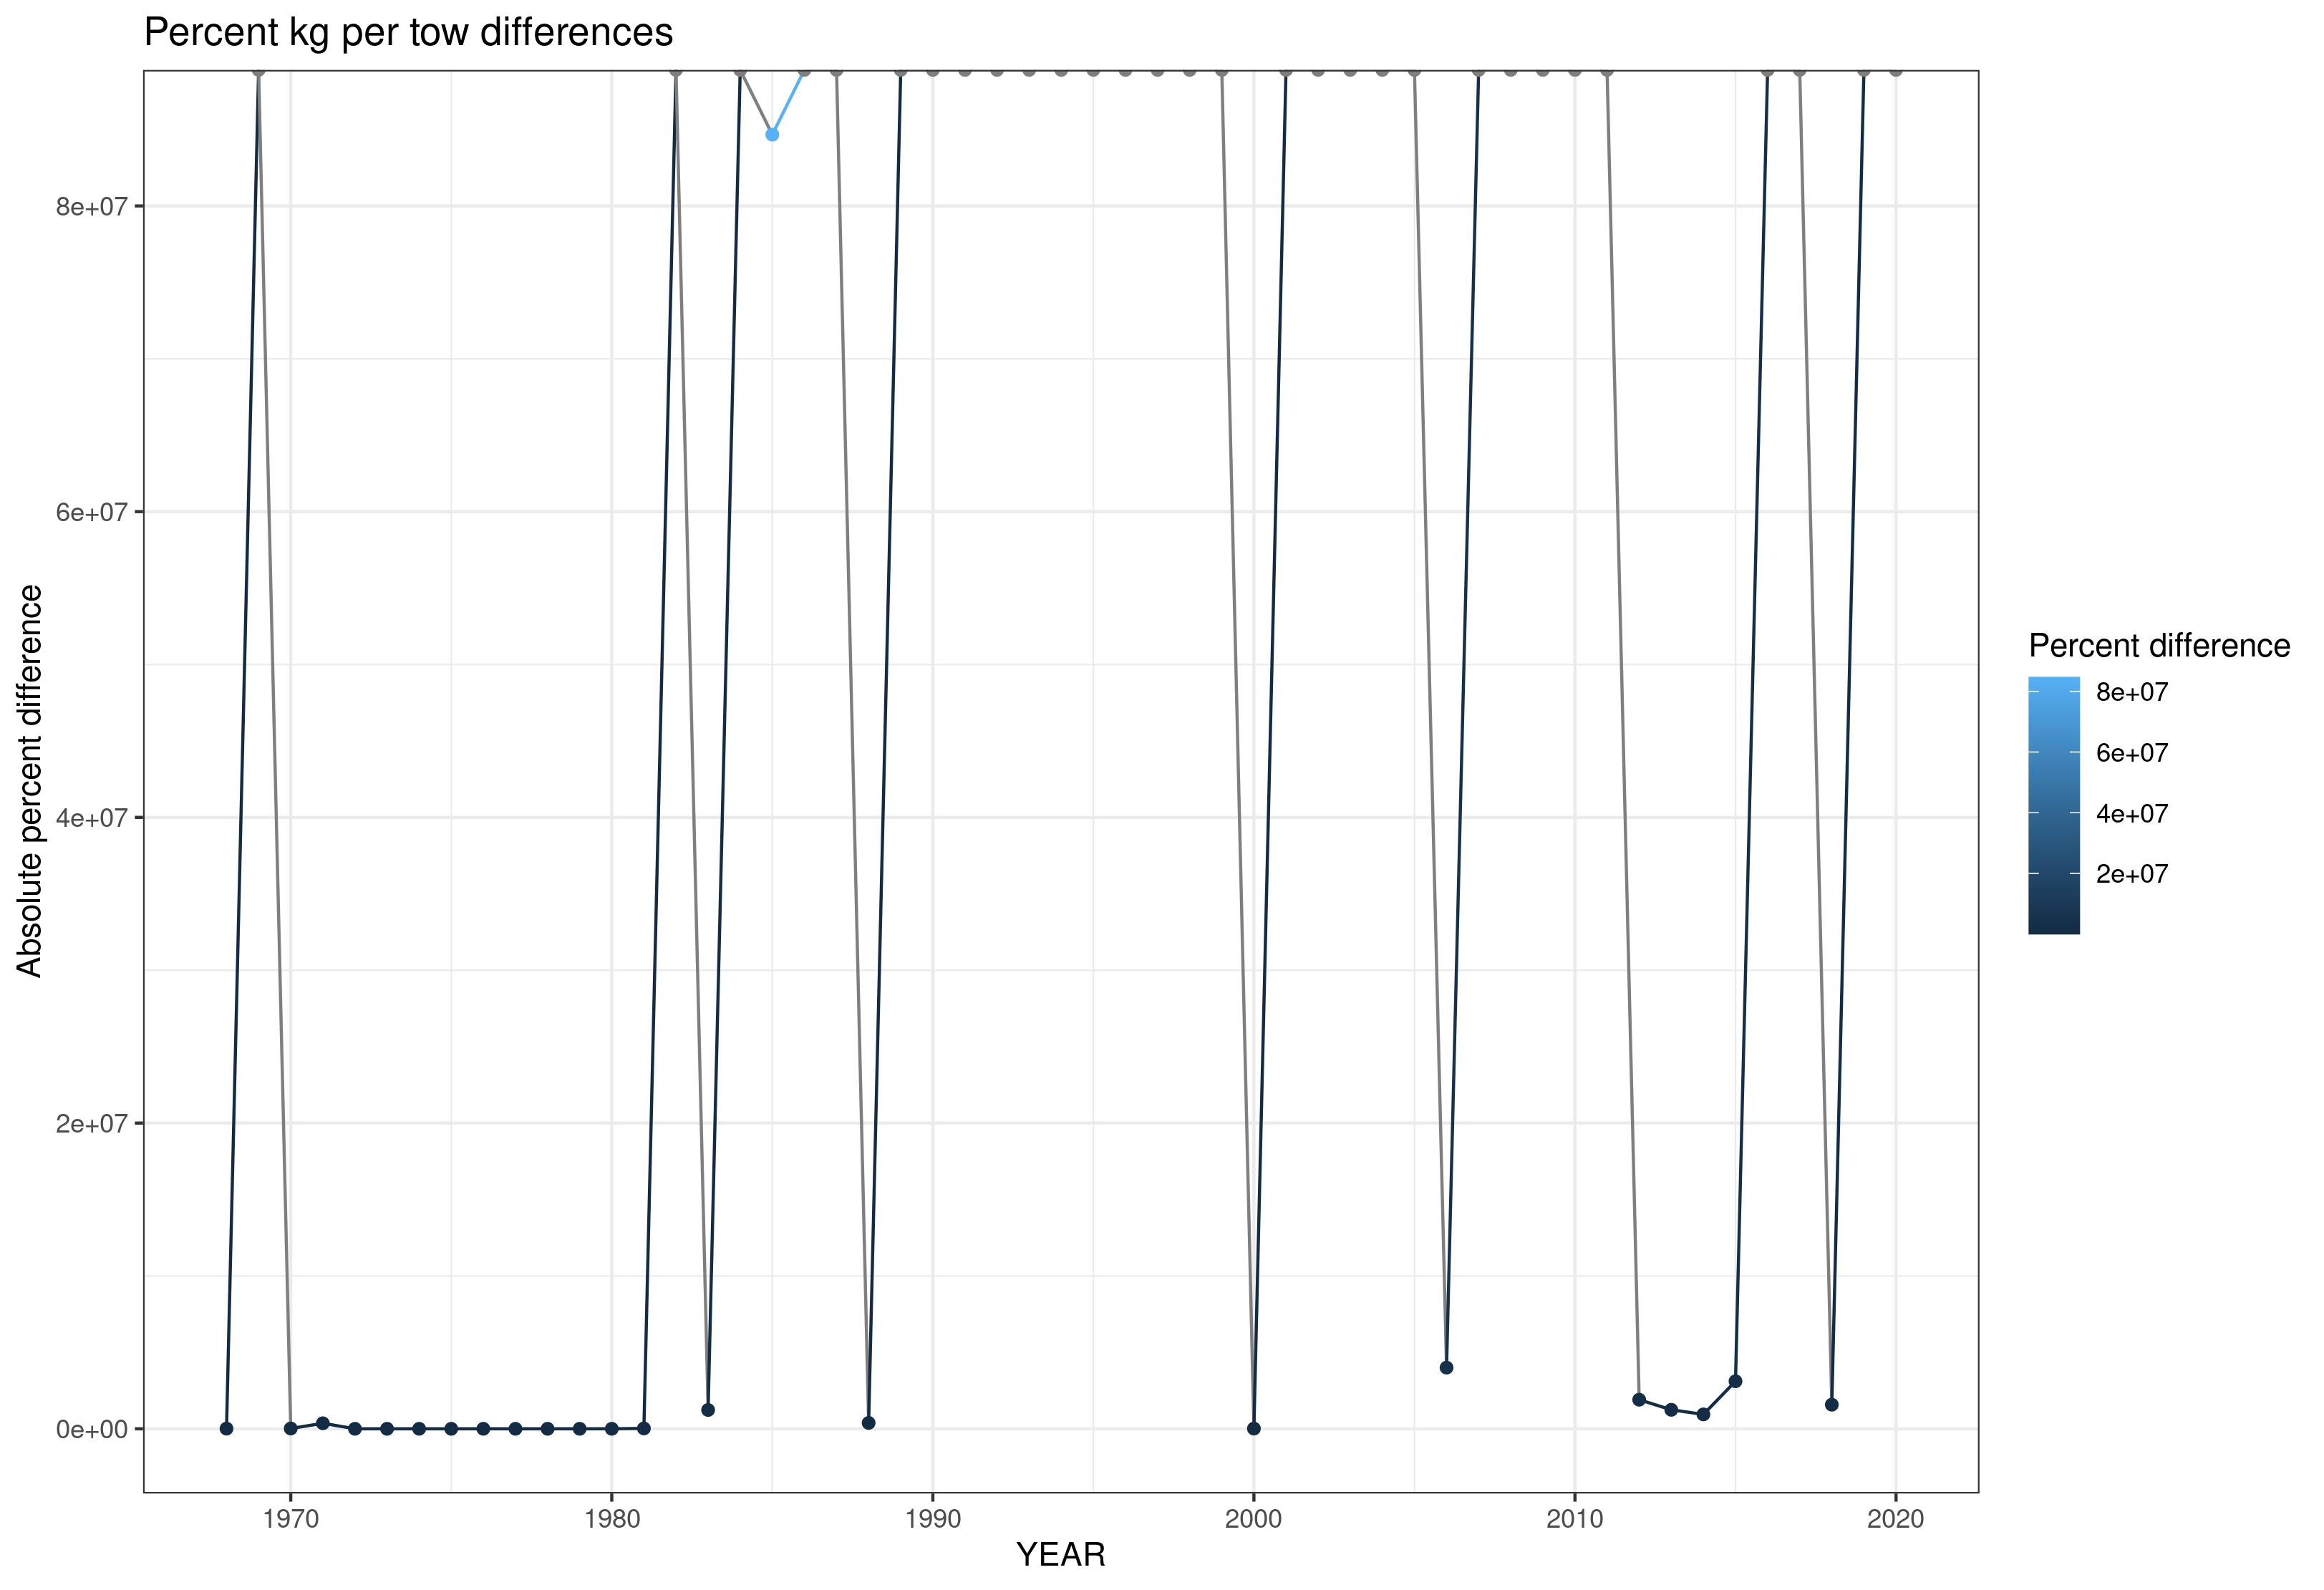 Percent kg per tow differences
Absolute percent difference
8e+07
6e+07
4e+07
2e+07
0e+00
1970
1980
1990
2000
2010
2020
YEAR
Percent difference
8e+07
6e+07
4e+07
2e+07